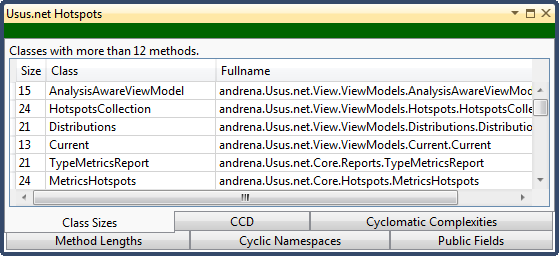 Usus.net Hotspots
Classes with more than 12 methods.
Size Class Fullname
15 AnalysisAwareViewModel andrena.Usus.net.View.ViewModels.AnalysisAwareViewMod
24 HotspotsCollection andrena.Usus.net.View.ViewModels.Hotspots.HotspotsColle
21 Distributions andrena.Usus.net.View.ViewModels.Distributions.Distributio
13 Current andrena.Usus.net.View.ViewModels.Current.Current
21 TypeMetricsReport andrena.Usus.net.Core.Reports.TypeMetricsReport
24 MetricsHotspots andrena.Usus.net.Core.Hotspots.MetricsHotspots
Class Sizes CCD Cyclomatic Complexities
Method Lengths Cyclic Namespaces Public Fields